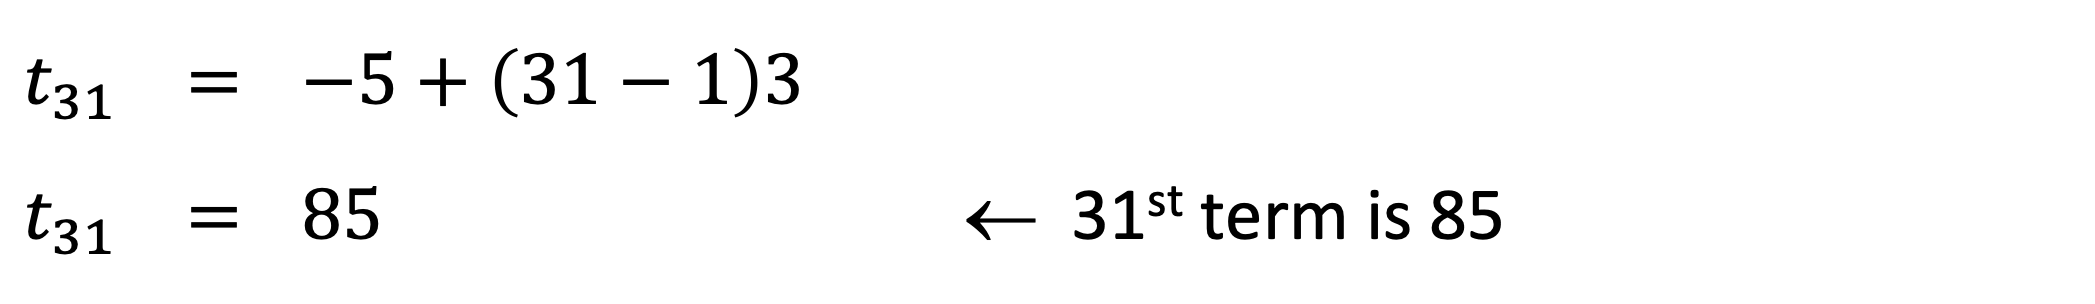 t₃₁ = −5 + (31 − 1)3
t₃₁ = 85 ← 31ˢᵗ term is 85